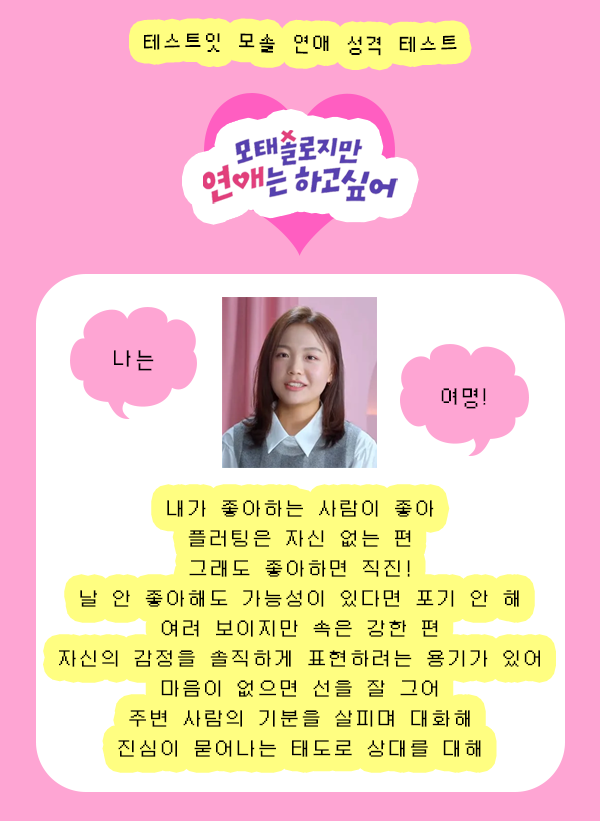 테스트잇 모솔 연애 성격 테스트
모태솔로지만
연애는 하고싶어
나는
여명!
내가 좋아하는 사람이 좋아
플러팅은 자신 없는 편
그래도 좋아하면 직진!
날 안 좋아해도 가능성이 있다면 포기 안 해
여려 보이지만 속은 강한 편
자신의 감정을 솔직하게 표현하려는 용기가 있어
마음이 없으면 선을 잘 그어
주변 사람의 기분을 살피며 대화해
진심이 묻어나는 태도로 상대를 대해